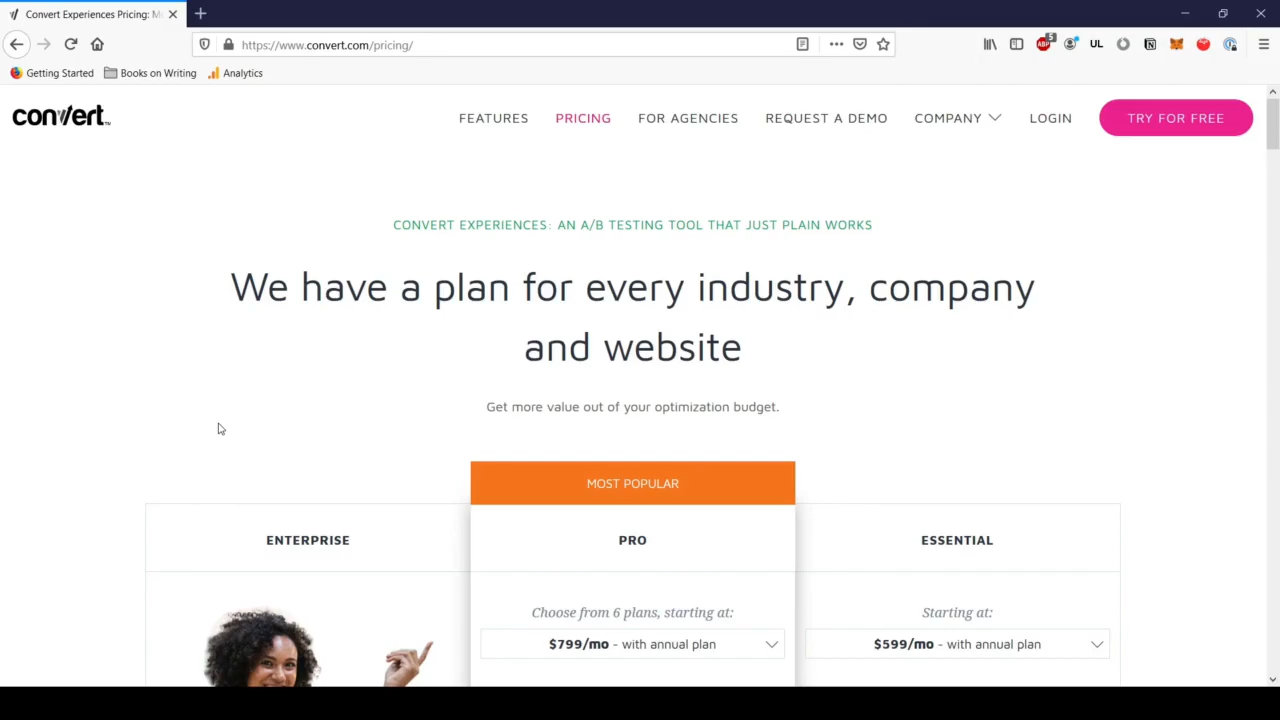 Convert Experiences Pricing: M
https://www.convert.com/pricing/
5
UL
Getting Started
Books on Writing
Analytics
convert
FEATURES
PRICING
FOR AGENCIES
REQUEST A DEMO
COMPANY
LOGIN
TRY FOR FREE
CONVERT EXPERIENCES: AN A/B TESTING TOOL THAT JUST PLAIN WORKS
We have a plan for every industry, company
and website
Get more value out of your optimization budget.
MOST POPULAR
ENTERPRISE
PRO
ESSENTIAL
Choose from 6 plans, starting at:
Starting at:
$799/mo - with annual plan
$599/mo - with annual plan